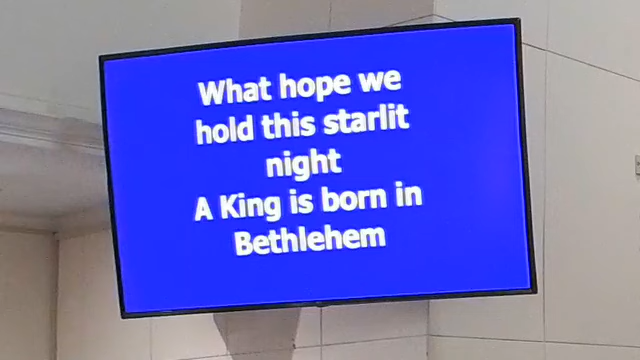 What hope we
hold this starlit
night
A King is born in
Bethlehem